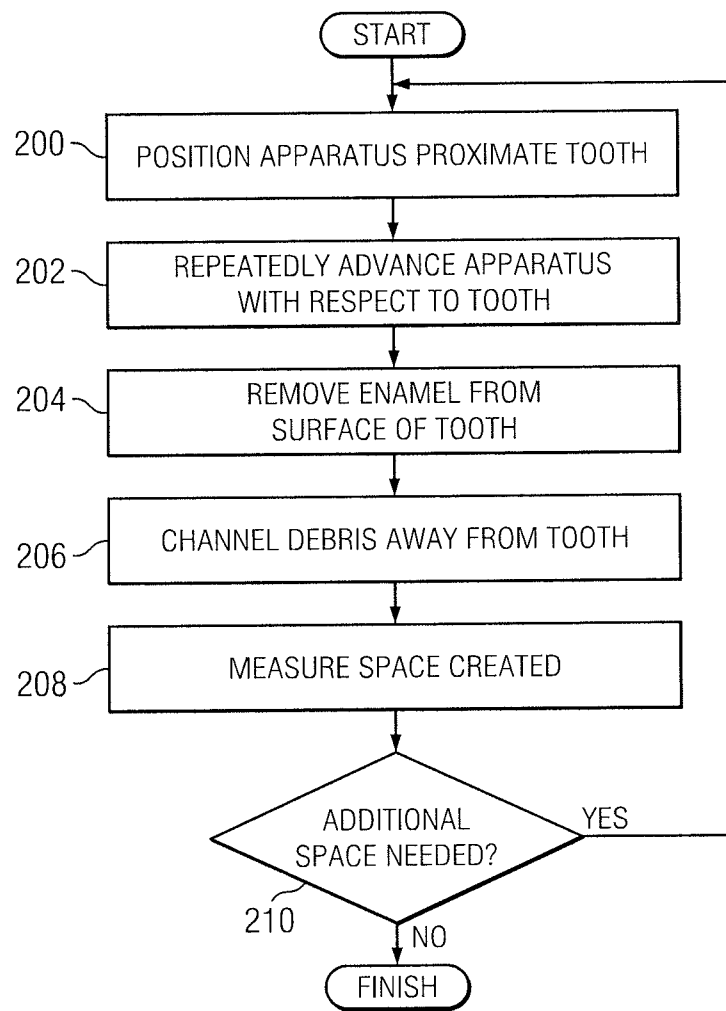 START
200
POSITION APPARATUS PROXIMATE TOOTH
202
REPEATEDLY ADVANCE APPARATUS
WITH RESPECT TO TOOTH
204
REMOVE ENAMEL FROM
SURFACE OF TOOTH
206
CHANNEL DEBRIS AWAY FROM TOOTH
208
MEASURE SPACE CREATED
ADDITIONAL
SPACE NEEDED?
YES
210
NO
FINISH